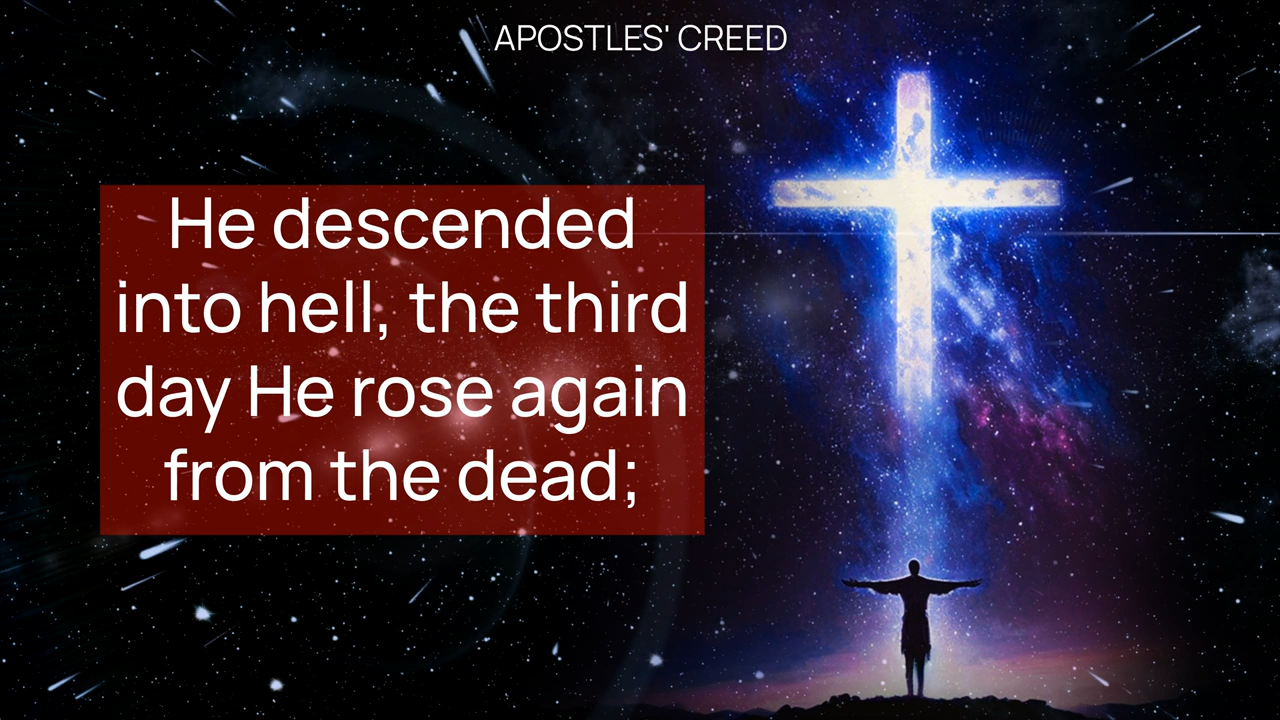 APOSTLES' CREED
He descended
into hell, the third
day He rose again
from the dead;